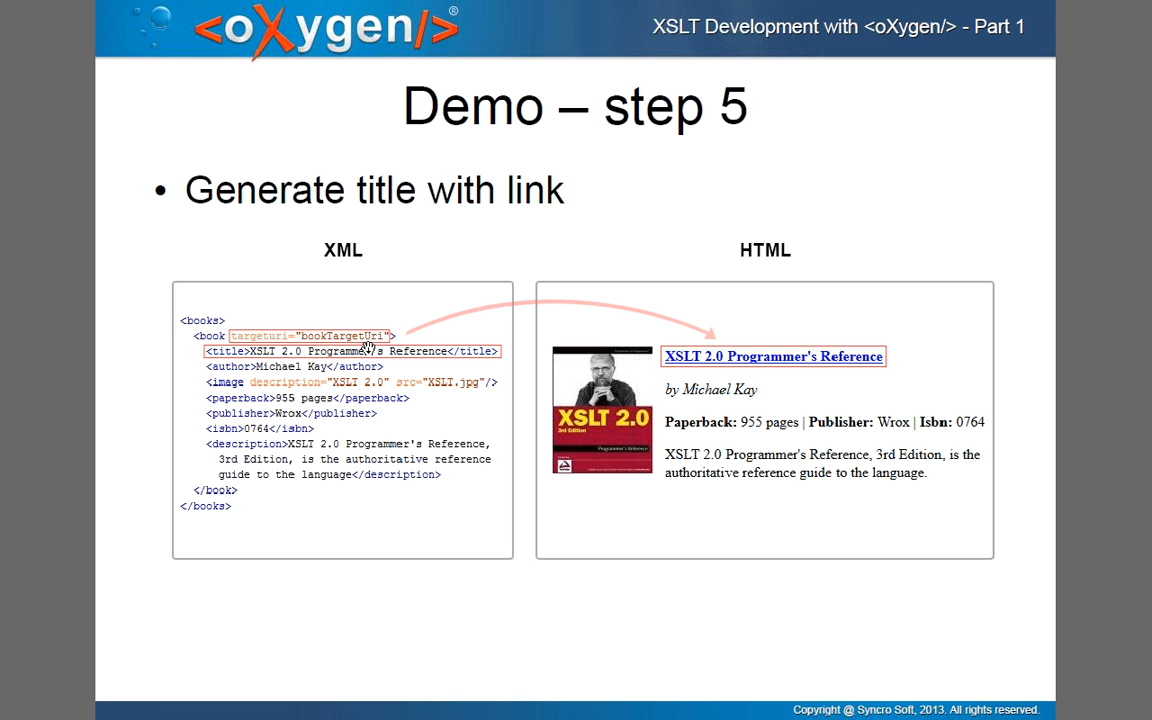 <oXygen/>®
XSLT Development with <oXygen/> - Part 1
Demo – step 5
• Generate title with link
XML
HTML
<books>
<book targeturi="bookTargetUri">
<title>XSLT 2.0 Programmer's Reference</title>
<author>Michael Kay</author>
<image description="XSLT 2.0" src="XSLT.jpg"/>
<paperback>955 pages</paperback>
<publisher>Wrox</publisher>
<isbn>0764</isbn>
<description>XSLT 2.0 Programmer's Reference,
3rd Edition, is the authoritative reference
guide to the language</description>
</book>
</books>
XSLT 2.0
3rd Edition
Programmer's Reference
XSLT 2.0 Programmer's Reference
by Michael Kay
Paperback: 955 pages | Publisher: Wrox | Isbn: 0764
XSLT 2.0 Programmer's Reference, 3rd Edition, is the
authoritative reference guide to the language.
Copyright @ Syncro Soft, 2013. All rights reserved.